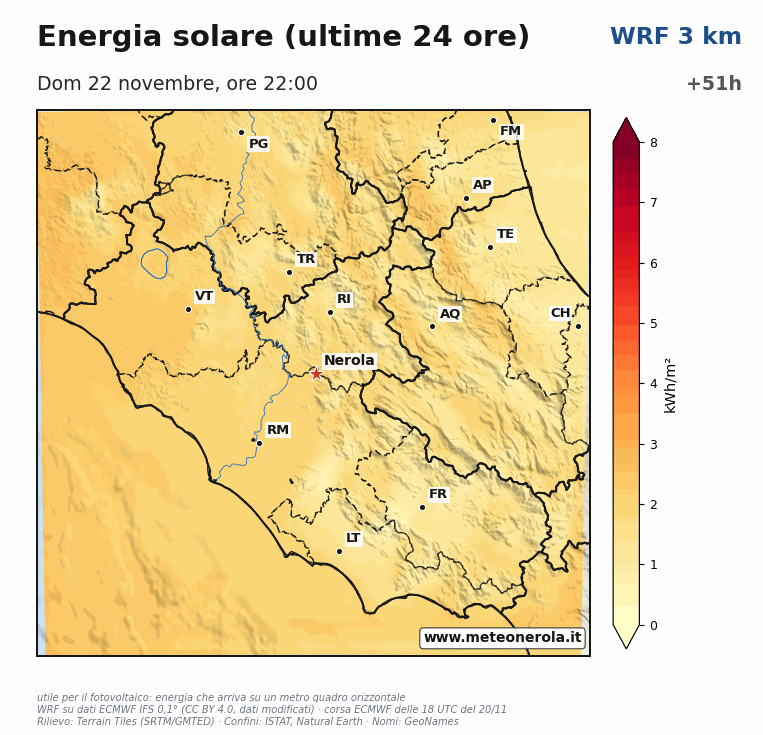 Energia solare (ultime 24 ore)
WRF 3 km
Dom 22 novembre, ore 22:00
+51h
PG
FM
AP
TE
TR
VT
RI
AQ
CH
Nerola
RM
FR
LT
www.meteonerola.it
8
7
6
5
4
3
2
1
0
kWh/m²
utile per il fotovoltaico: energia che arriva su un metro quadro orizzontale
WRF su dati ECMWF IFS 0,1° (CC BY 4.0, dati modificati) · corsa ECMWF delle 18 UTC del 20/11
Rilievo: Terrain Tiles (SRTM/GMTED) · Confini: ISTAT, Natural Earth · Nomi: GeoNames